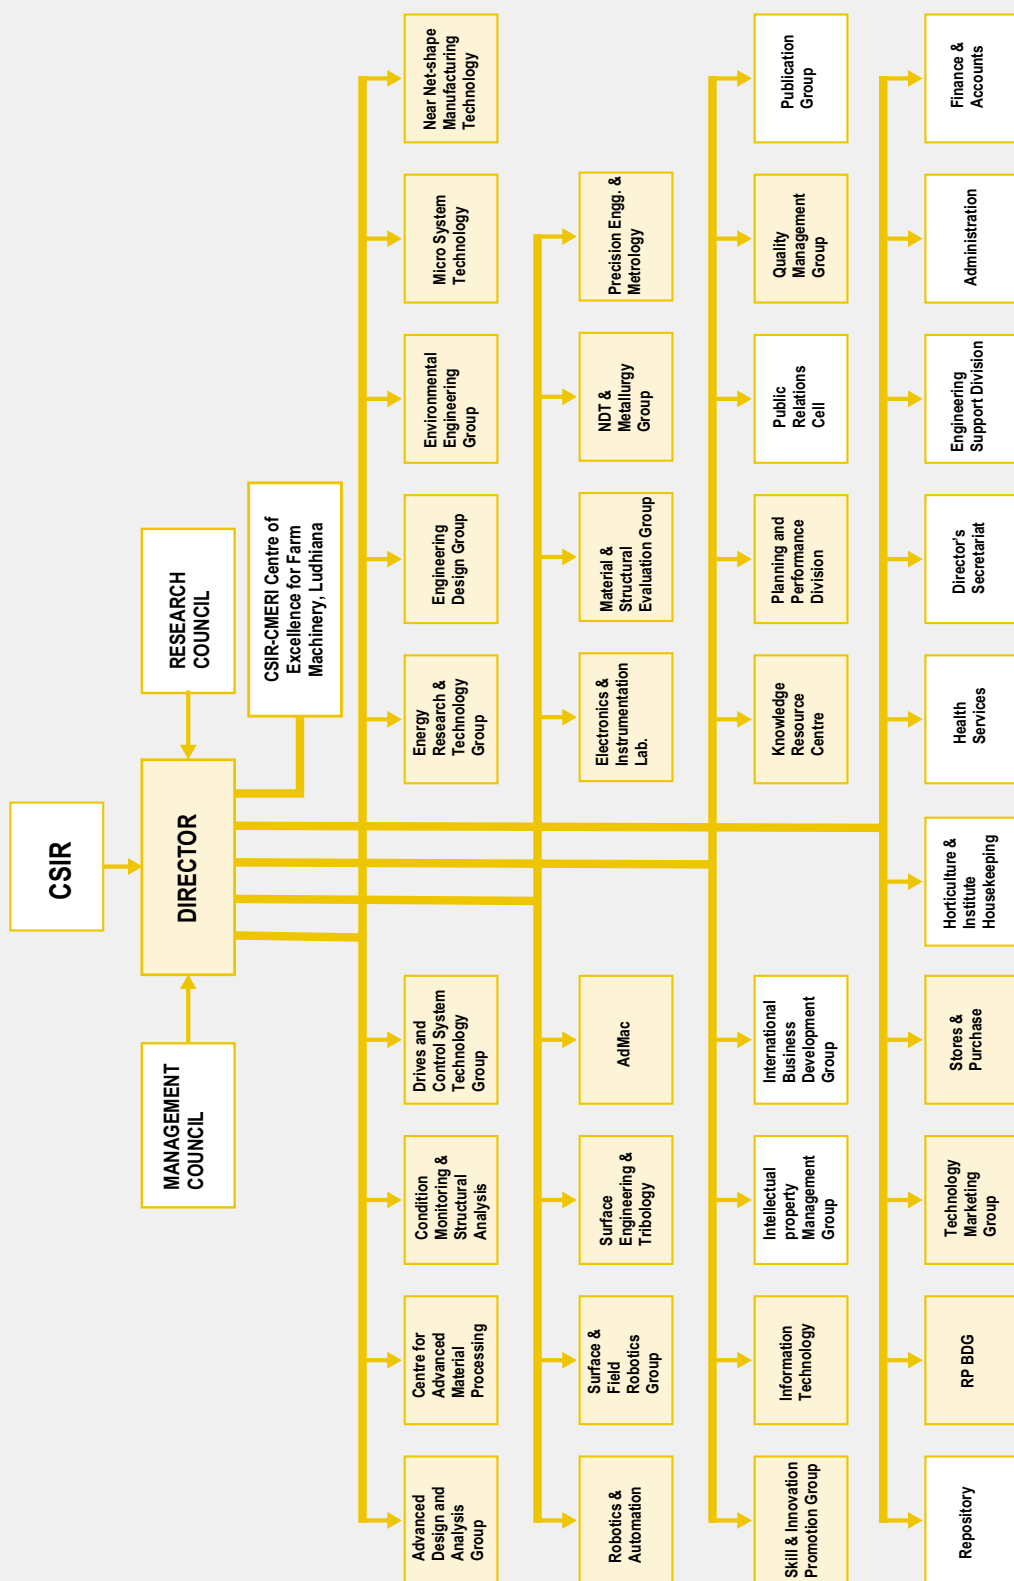 CSIR
MANAGEMENT
COUNCIL
DIRECTOR
RESEARCH
COUNCIL
CSIR-CMERI Centre of
Excellence for Farm
Machinery, Ludhiana
Advanced
Design and
Analysis
Group
Centre for
Advanced
Material
Processing
Condition
Monitoring &
Structural
Analysis
Drives and
Control System
Technology
Group
Energy
Research &
Technology
Group
Engineering
Design Group
Environmental
Engineering
Group
Micro System
Technology
Near Net-shape
Manufacturing
Technology
Robotics &
Automation
Surface &
Field
Robotics
Group
Surface
Engineering &
Tribology
AdMac
Electronics &
Instrumentation
Lab.
Material &
Structural
Evaluation Group
NDT &
Metallurgy
Group
Precision Engg. &
Metrology
Skill & Innovation
Promotion Group
Information
Technology
Intellectual
property
Management
Group
International
Business
Development
Group
Knowledge
Resource
Centre
Planning and
Performance
Division
Public
Relations
Cell
Quality
Management
Group
Publication
Group
Repository
RP BDG
Technology
Marketing
Group
Stores &
Purchase
Horticulture &
Institute
Housekeeping
Health
Services
Director's
Secretariat
Engineering
Support Division
Administration
Finance &
Accounts